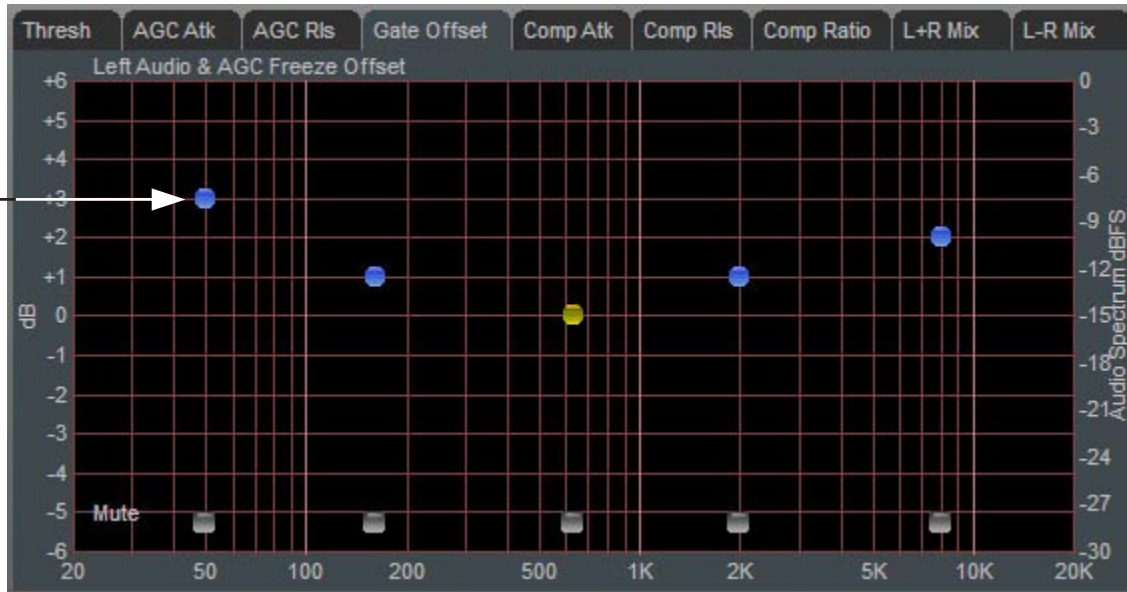 Thresh AGC Atk AGC Rls Gate Offset Comp Atk Comp Rls Comp Ratio L+R Mix L-R Mix
Left Audio & AGC Freeze Offset
+6 0
+5 -3
+4 -6
+3
+2 -9
+1 -12
dB 0 -15 Audio Spectrum dBFS
-1 -18
-2 -21
-3
-4 -24
-5 Mute -27
-6 -30
20 50 100 200 500 1K 2K 5K 10K 20K